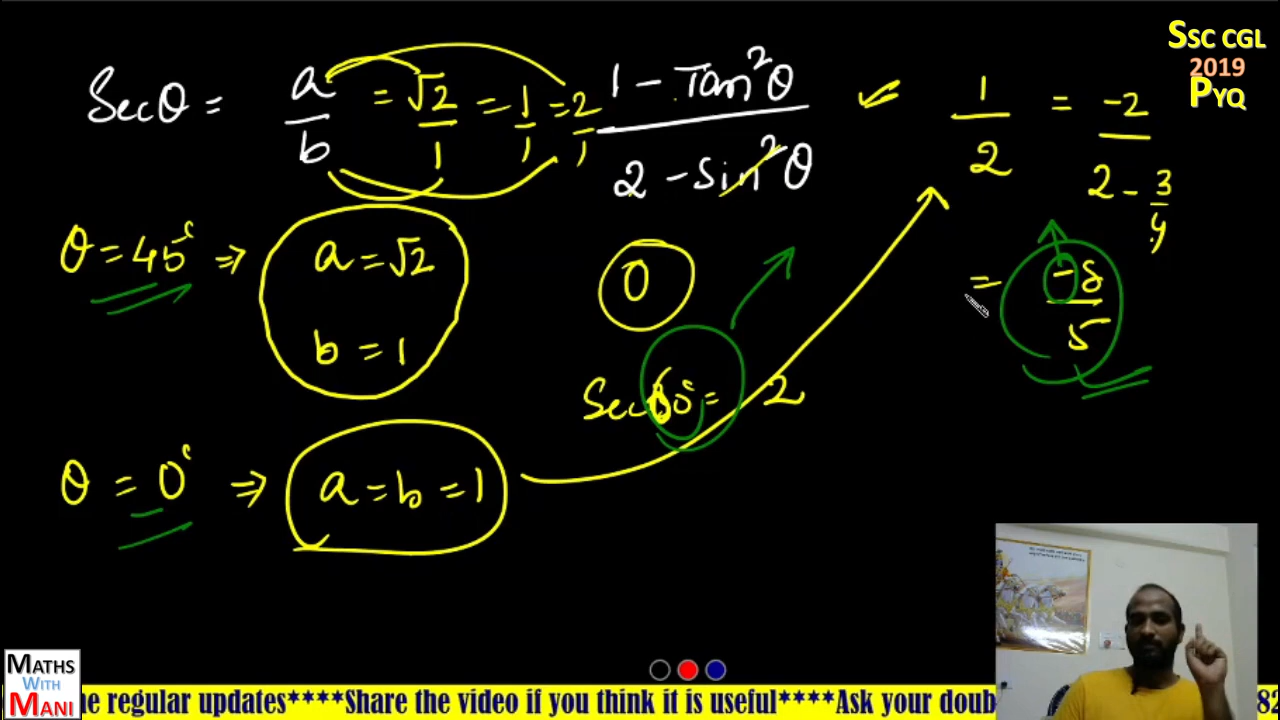 SSC CGL
2019
PYQ
Secθ = a/b = √2/1 = 1/1 = 2/1
1 - Tan²θ / 2 - Sin²θ
1/2 = -2 / 2 - 3/4
θ = 45° ⇒ a = √2
b = 1
0
= -8/5
Sec 60° = 2
θ = 0° ⇒ a = b = 1
MATHS
WITH
MANI
regular updates****Share the video if you think it is useful****Ask your